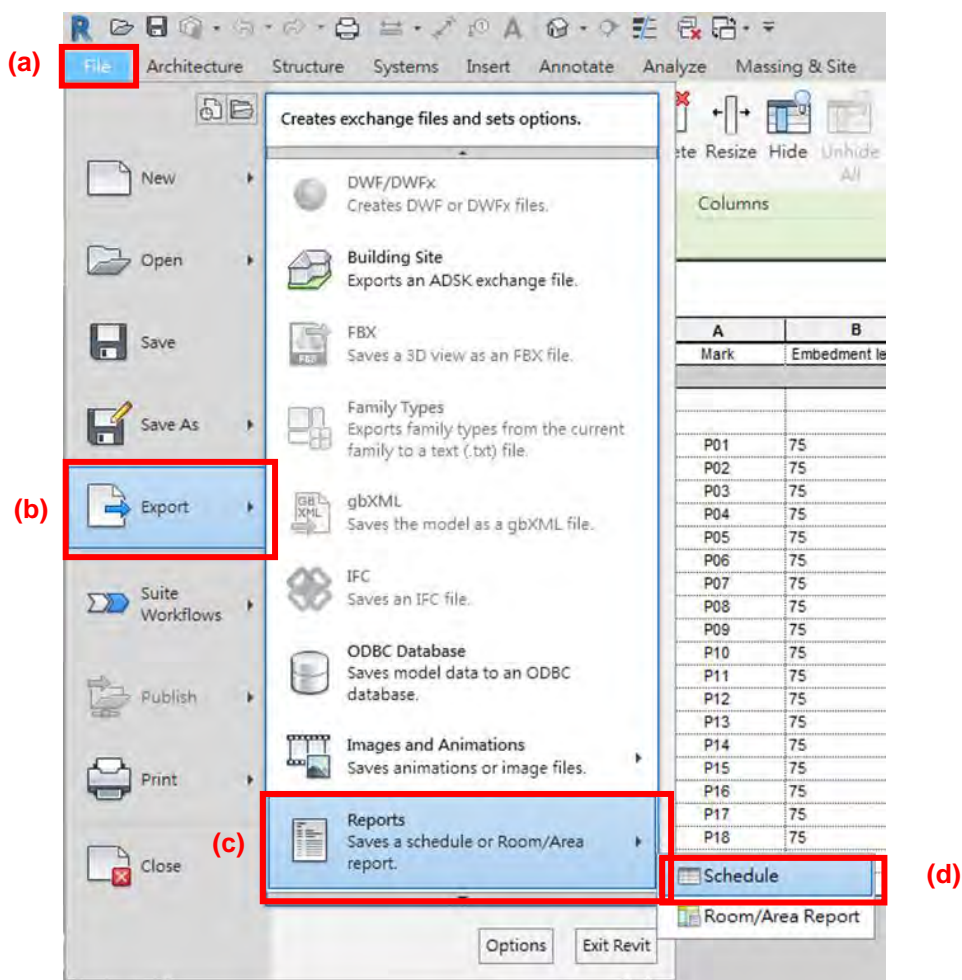 (a)
File Architecture Structure Systems Insert Annotate Analyze Massing & Site
Creates exchange files and sets options.
New
Open
Save
Save As
(b)
Export
Suite
Workflows
Publish
Print
Close
DWF/DWFx
Creates DWF or DWFx files.
Building Site
Exports an ADSK exchange file.
FBX
Saves a 3D view as an FBX file.
Family Types
Exports family types from the current
family to a text (.txt) file.
GB
XML
gbXML
Saves the model as a gbXML file.
IFC
Saves an IFC file.
ODBC Database
Saves model data to an ODBC
database.
Images and Animations
Saves animations or image files.
(c)
Reports
Saves a schedule or Room/Area
report.
Options Exit Revit
ete Resize Hide Unhide
All
Columns
A B
Mark Embedment le
P01 75
P02 75
P03 75
P04 75
P05 75
P06 75
P07 75
P08 75
P09 75
P10 75
P11 75
P12 75
P13 75
P14 75
P15 75
P16 75
P17 75
P18 75
Schedule
(d)
Room/Area Report